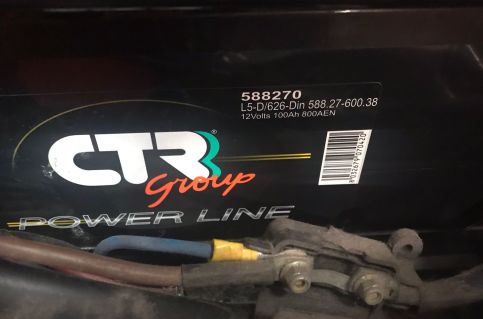 588270
L5-D/626-Din 588.27-600.38
12Volts 100Ah 800AEN
CTR
Group
POWER LINE